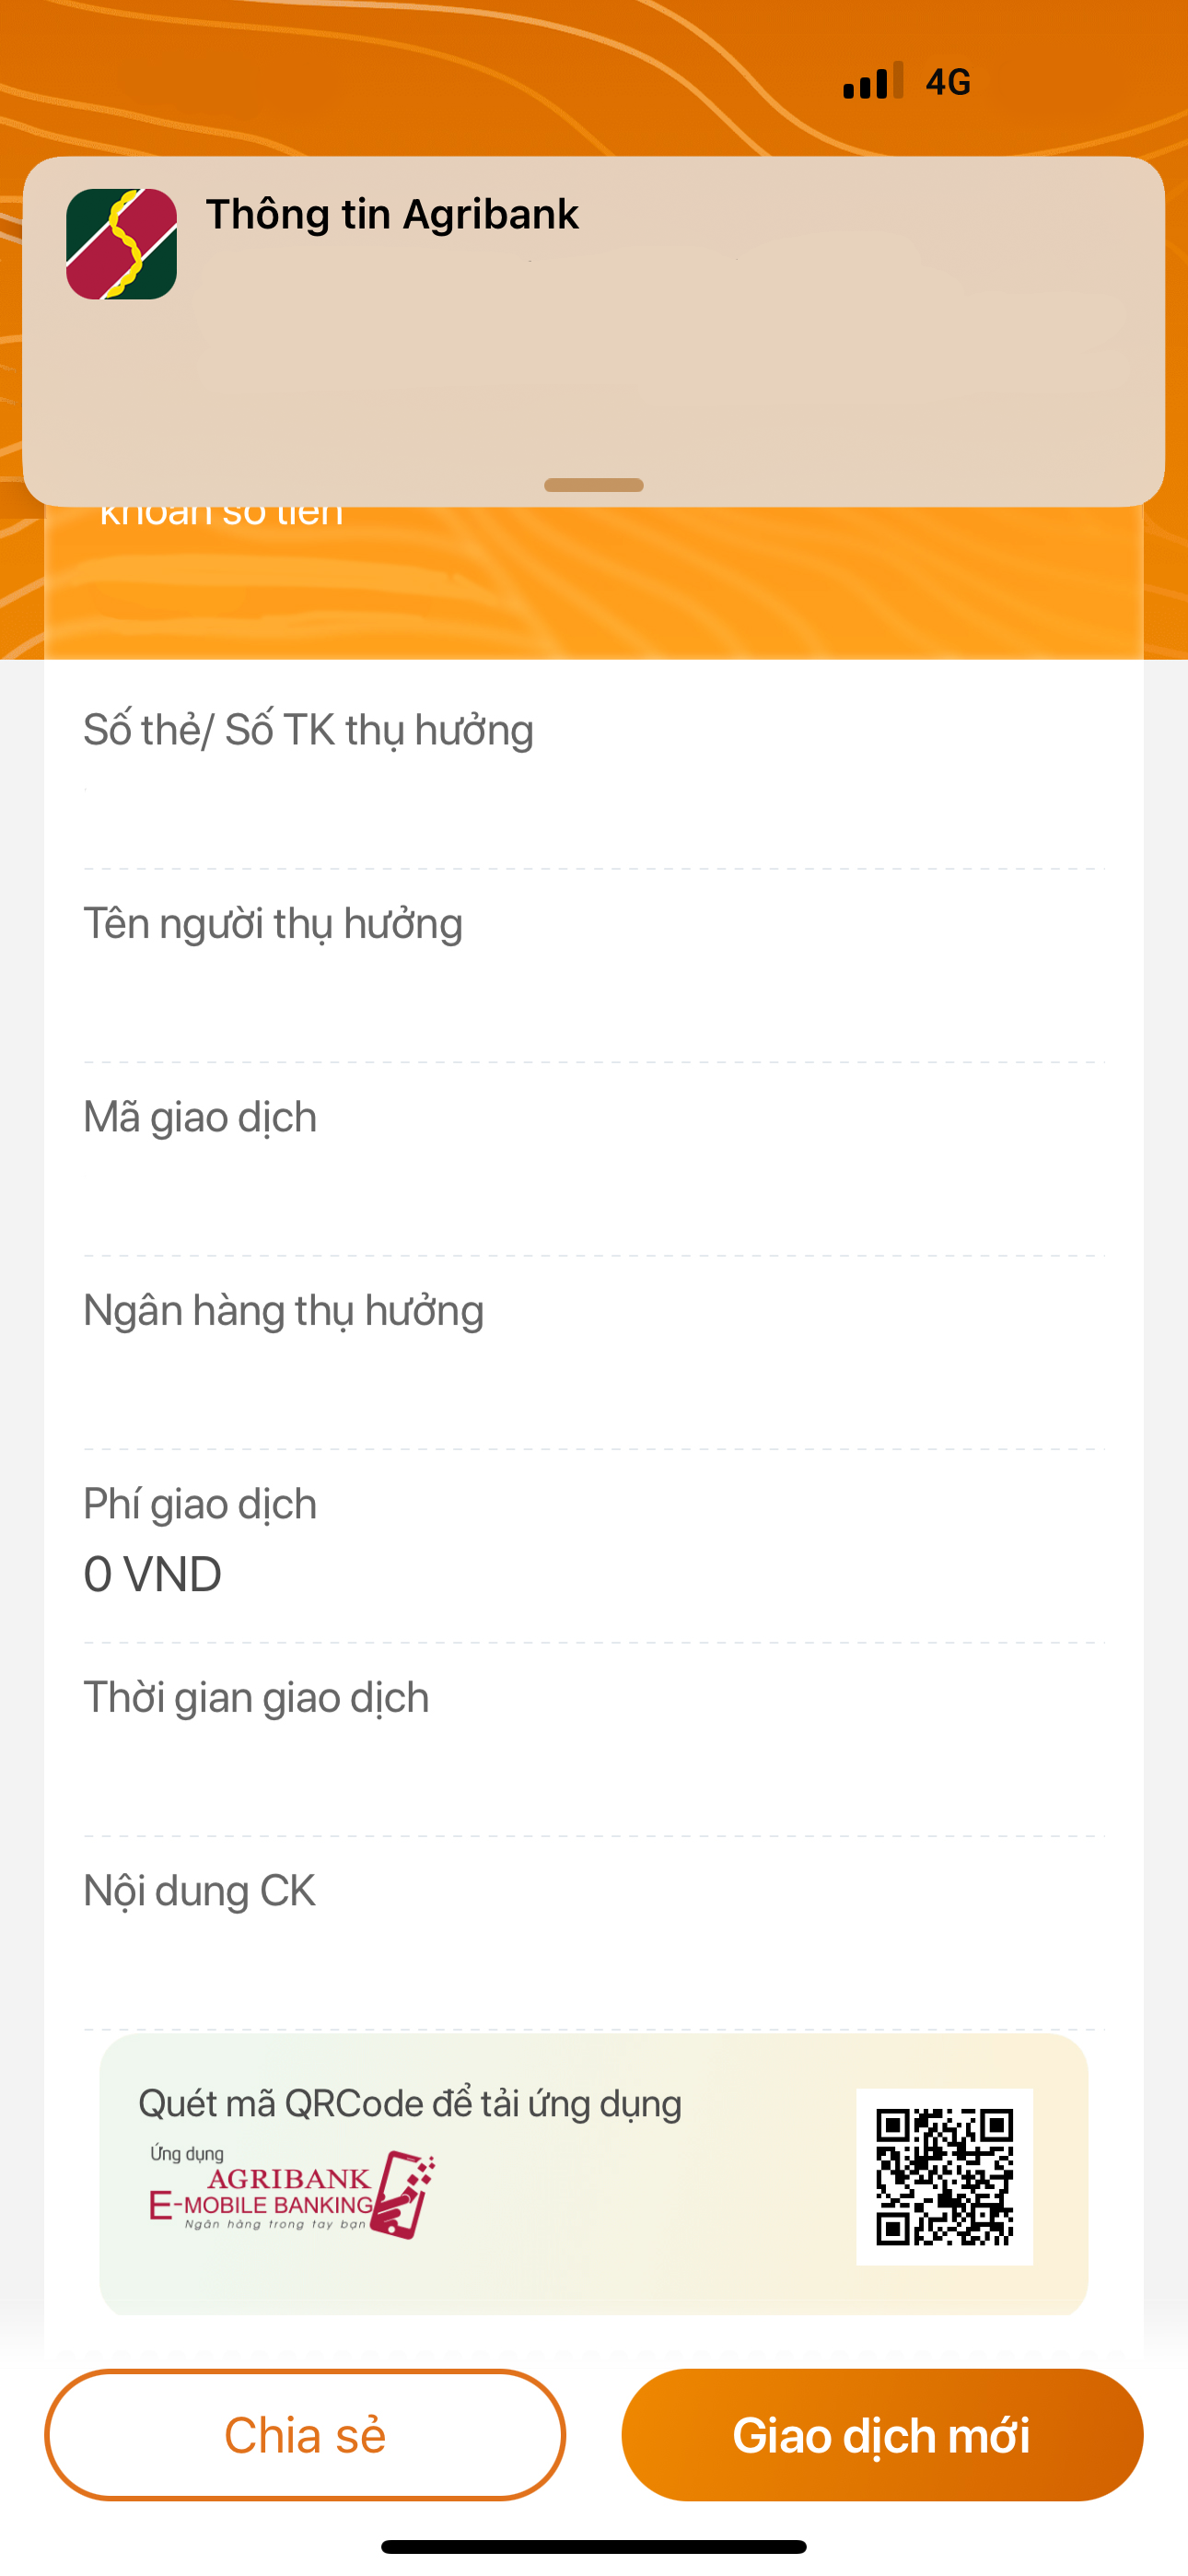 4G
Thông tin Agribank
khoản số tiền
Số thẻ/ Số TK thụ hưởng
Tên người thụ hưởng
Mã giao dịch
Ngân hàng thụ hưởng
Phí giao dịch
0 VND
Thời gian giao dịch
Nội dung CK
Quét mã QRCode để tải ứng dụng
Ứng dụng
AGRIBANK
E-MOBILE BANKING
Ngân hàng trong tay bạn
Chia sẻ
Giao dịch mới